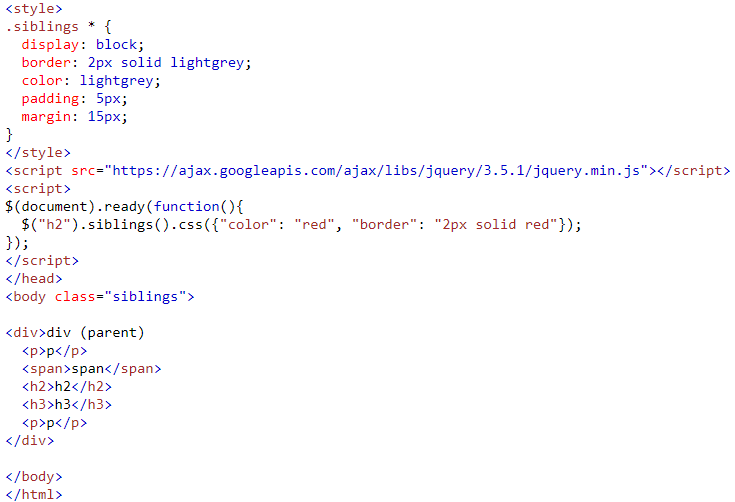 <style>
.siblings * {
  display: block;
  border: 2px solid lightgrey;
  color: lightgrey;
  padding: 5px;
  margin: 15px;
}
</style>
<script src="https://ajax.googleapis.com/ajax/libs/jquery/3.5.1/jquery.min.js"></script>
<script>
$(document).ready(function(){
  $("h2").siblings().css({"color": "red", "border": "2px solid red"});
});
</script>
</head>
<body class="siblings">

<div>div (parent)
  <p>p</p>
  <span>span</span>
  <h2>h2</h2>
  <h3>h3</h3>
  <p>p</p>
</div>

</body>
</html>